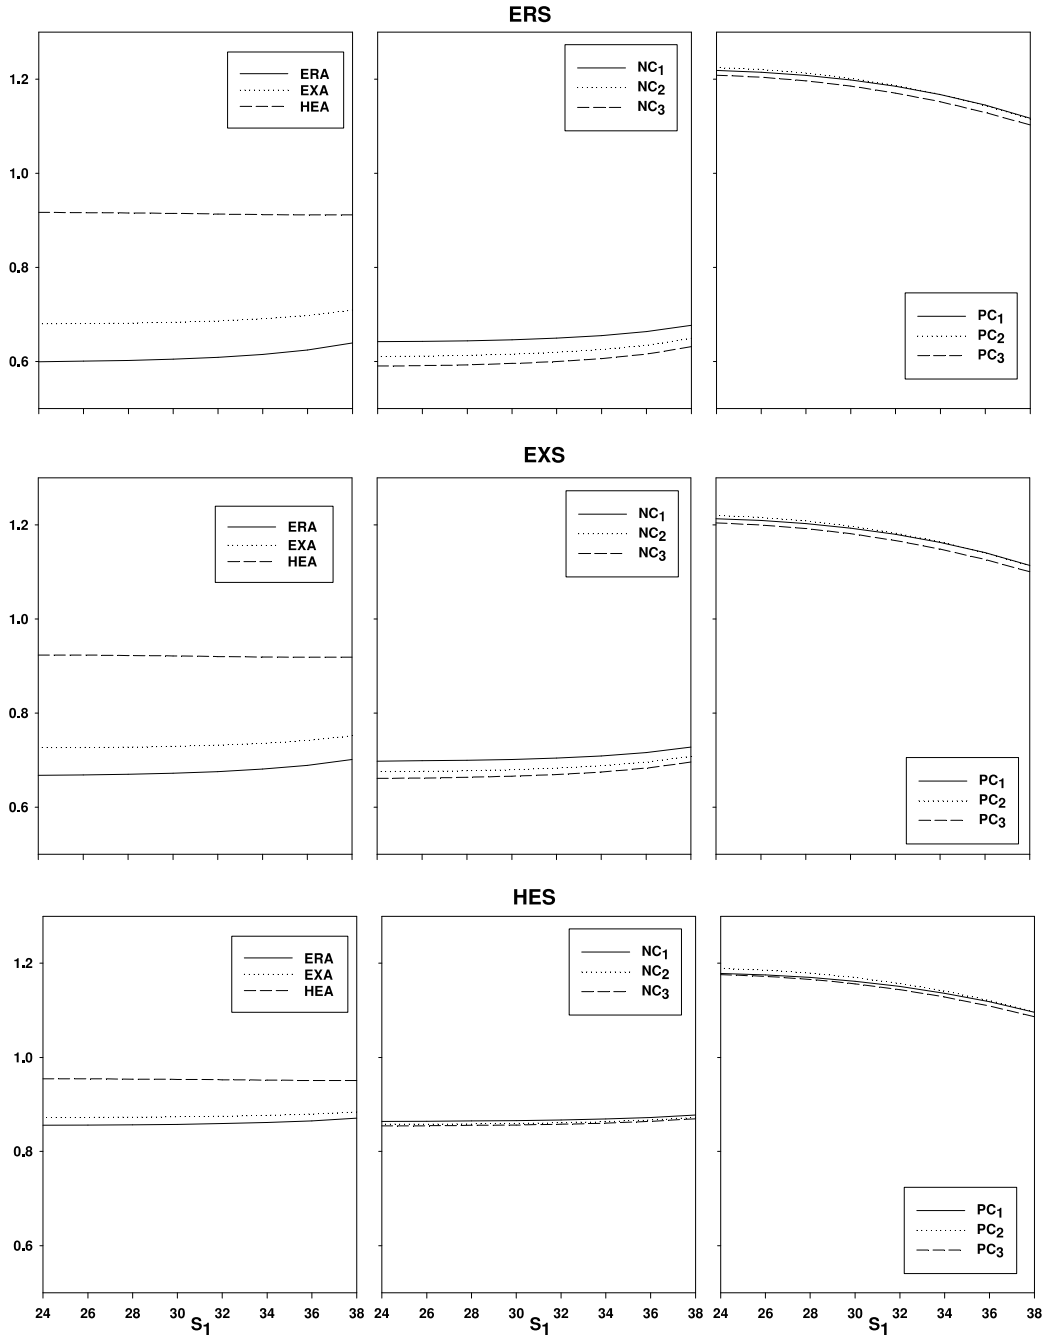 ERS
1.2
1.0
0.8
0.6
ERA
EXA
HEA
NC1
NC2
NC3
PC1
PC2
PC3
EXS
1.2
1.0
0.8
0.6
ERA
EXA
HEA
NC1
NC2
NC3
PC1
PC2
PC3
HES
1.2
1.0
0.8
0.6
ERA
EXA
HEA
NC1
NC2
NC3
PC1
PC2
PC3
24 26 28 30 32 34 36 38
24 26 28 30 32 34 36 38
24 26 28 30 32 34 36 38
S1
S1
S1